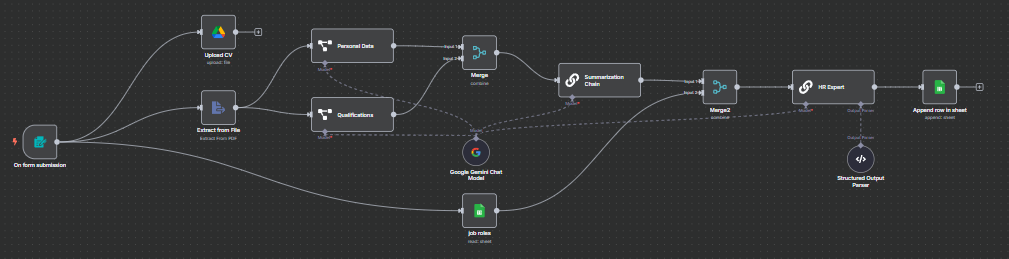 Upload CV
upload: file
Personal Data
Model*
Input 1
Input 2
Merge
combine
Summarization
Chain
Model*
Input 1
Input 2
Merge2
combine
HR Expert
Model*
Output Parser
Append row in sheet
append: sheet
Extract from File
Extract From PDF
Qualifications
Model*
On form submission
Model
Google Gemini Chat
Model
Output Parser
Structured Output
Parser
job roles
read: sheet